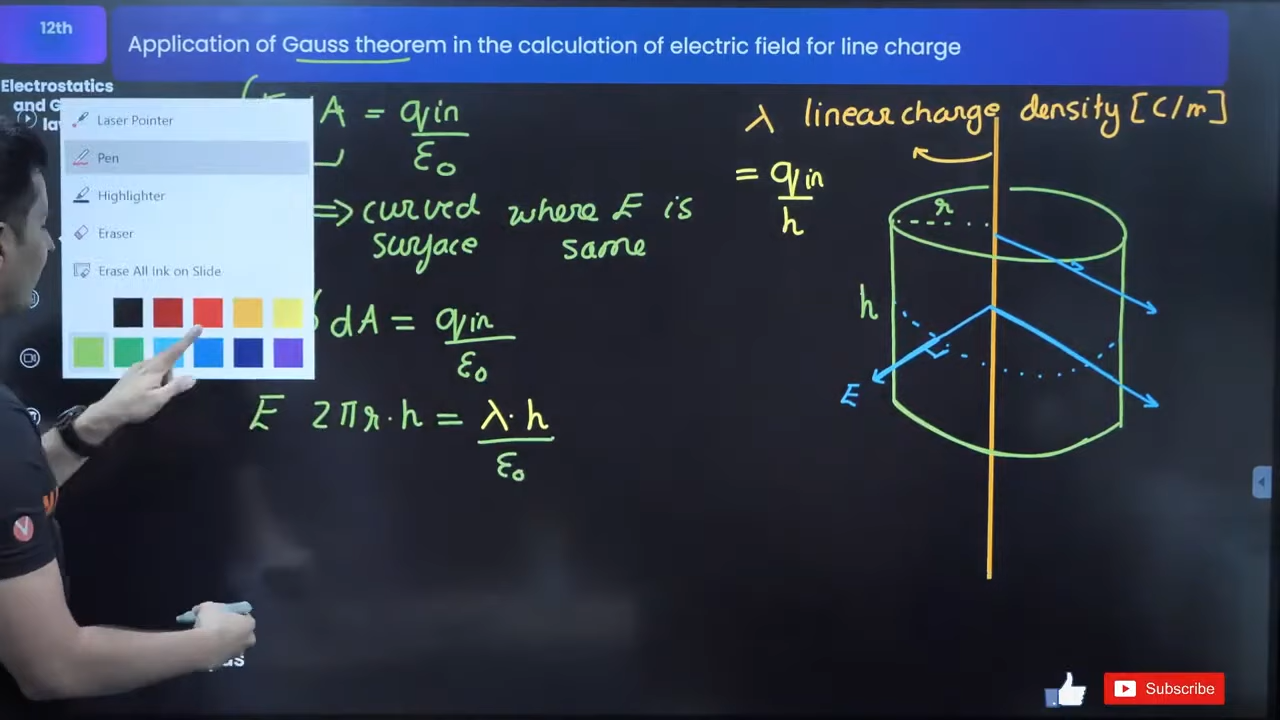 12th
Application of Gauss theorem in the calculation of electric field for line charge
Electrostatics
and G
la
Laser Pointer
Pen
Highlighter
Eraser
Erase All Ink on Slide
A = qin
ε0
⇒ curved where E is
surface same
∮ dA = qin
ε0
E 2πr·h = λ·h
ε0
λ linear charge density [C/m]
= qin
h
r
h
E
Subscribe